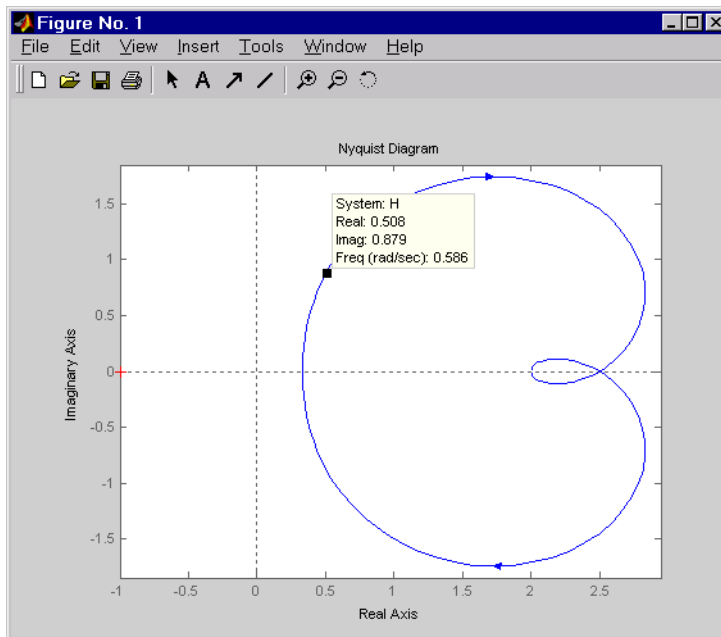 Figure No. 1
File Edit View Insert Tools Window Help
A
Nyquist Diagram
System: H
Real: 0.508
Imag: 0.879
Freq (rad/sec): 0.586
Imaginary Axis
1.5
1
0.5
0
-0.5
-1
-1.5
-1 -0.5 0 0.5 1 1.5 2 2.5
Real Axis